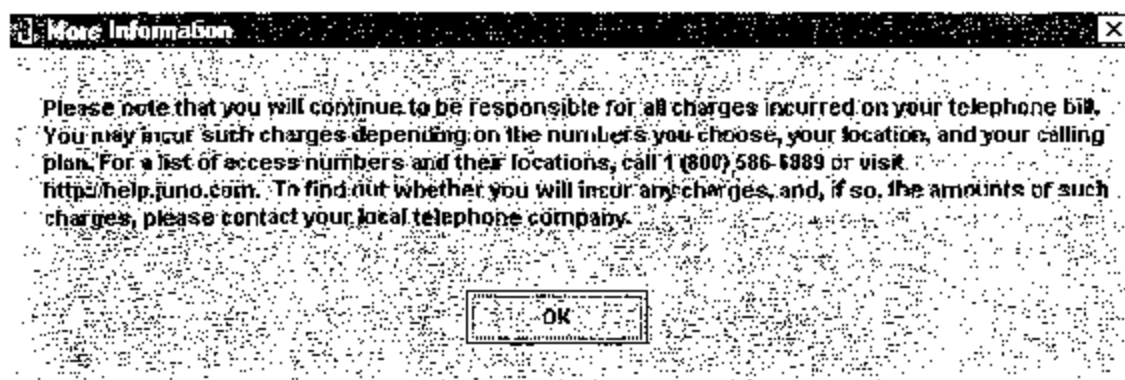 More Information
Please note that you will continue to be responsible for all charges incurred on your telephone bill.
You may incur such charges depending on the numbers you choose, your location, and your calling
plan. For a list of access numbers and their locations, call 1 (800) 586-6889 or visit
http://help.juno.com. To find out whether you will incur any charges, and, if so, the amounts of such
charges, please contact your local telephone company.
OK